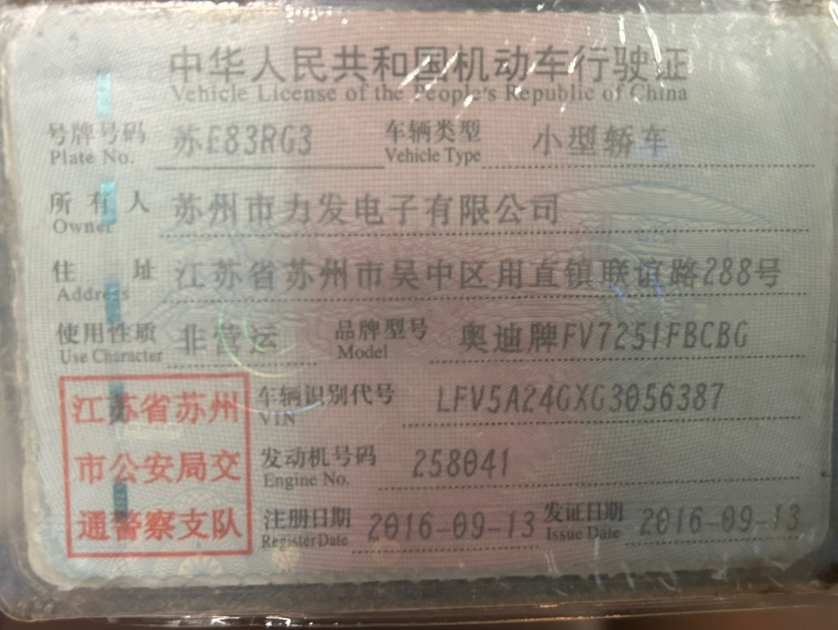 中华人民共和国机动车行驶证
Vehicle License of the People's Republic of China
号牌号码 苏E83RG3 车辆类型 小型轿车
Plate No. Vehicle Type
所有人 苏州市力发电子有限公司
Owner
住址 江苏省苏州市吴中区甪直镇联谊路288号
Address
使用性质 非营运 品牌型号 奥迪牌FV7251FBCBG
Use Character Model
江苏省苏州 车辆识别代号 LFV5A24GXG3056387
VIN
市公安局交 发动机号码 258041
Engine No.
通警察支队 注册日期 2016-09-13 发证日期 2016-09-13
Register Date Issue Date